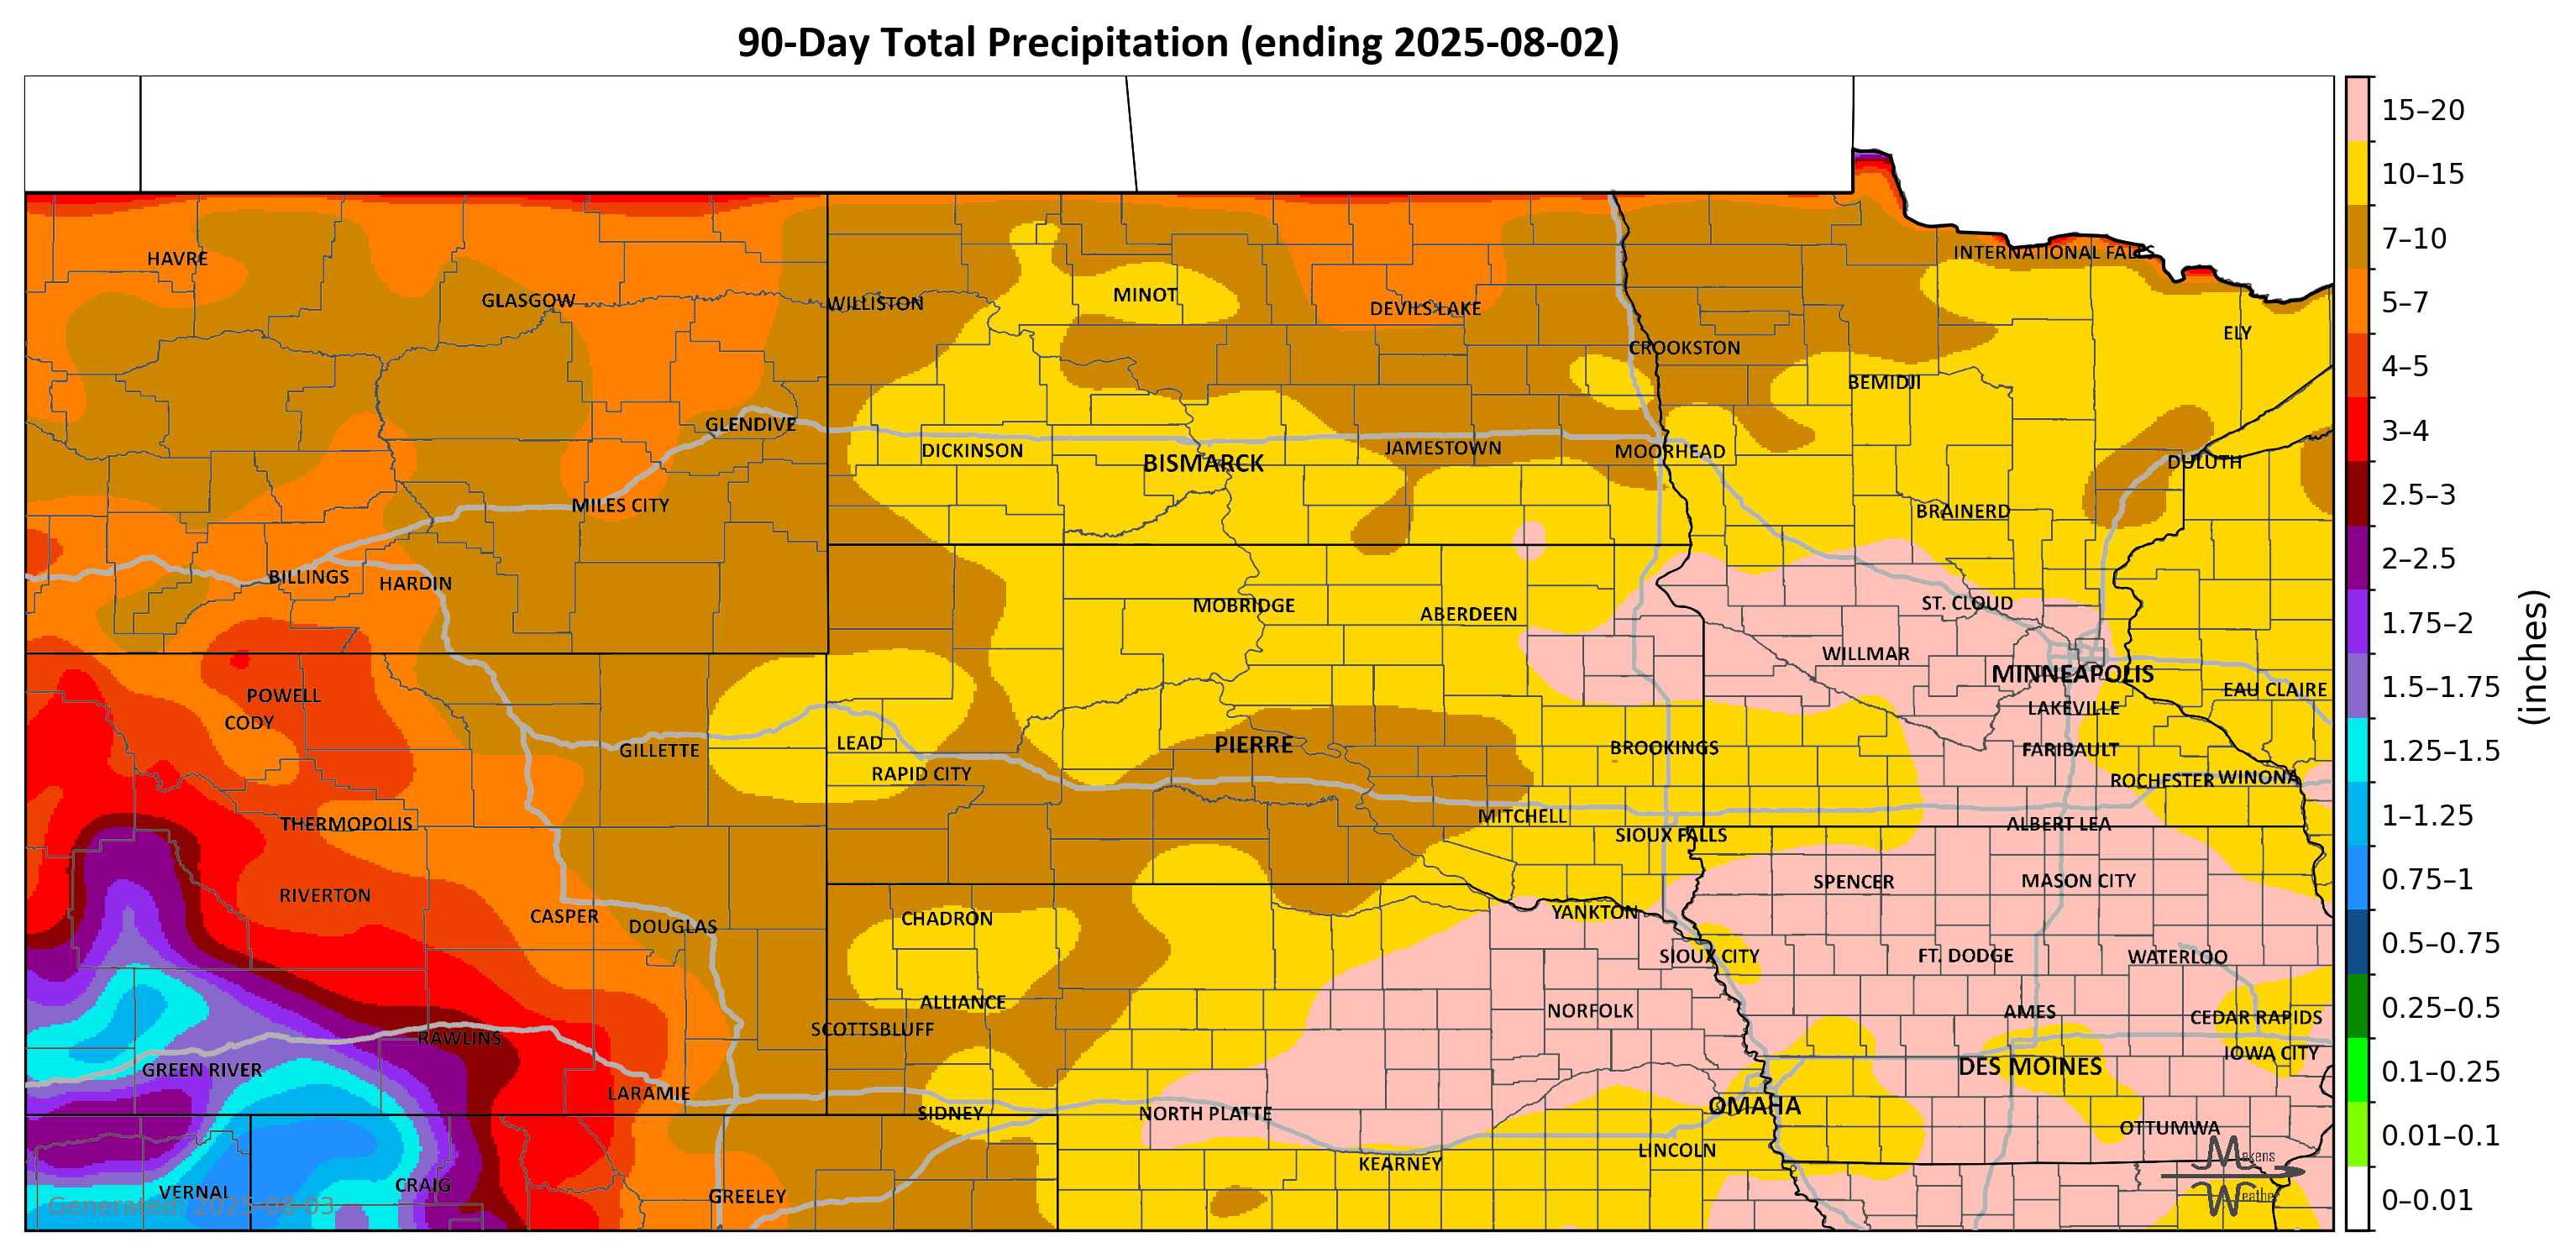 90-Day Total Precipitation (ending 2025-08-02)
15–20
10–15
7–10
5–7
4–5
3–4
2.5–3
2–2.5
1.75–2
1.5–1.75
1.25–1.5
1–1.25
0.75–1
0.5–0.75
0.25–0.5
0.1–0.25
0.01–0.1
0–0.01
(inches)
INTERNATIONAL FALLS
HAVRE
GLASGOW
WILLISTON
MINOT
DEVILS LAKE
ELY
CROOKSTON
BEMIDJI
GLENDIVE
DICKINSON
BISMARCK
JAMESTOWN
MOORHEAD
DULUTH
MILES CITY
BRAINERD
BILLINGS
HARDIN
MOBRIDGE
ABERDEEN
ST. CLOUD
WILLMAR
MINNEAPOLIS
EAU CLAIRE
POWELL
CODY
LAKEVILLE
GILLETTE
LEAD
PIERRE
BROOKINGS
FARIBAULT
RAPID CITY
ROCHESTER
WINONA
THERMOPOLIS
MITCHELL
SIOUX FALLS
ALBERT LEA
RIVERTON
SPENCER
MASON CITY
CASPER
DOUGLAS
CHADRON
YANKTON
SIOUX CITY
FT. DODGE
WATERLOO
ALLIANCE
NORFOLK
AMES
CEDAR RAPIDS
RAWLINS
SCOTTSBLUFF
IOWA CITY
GREEN RIVER
DES MOINES
LARAMIE
SIDNEY
NORTH PLATTE
OMAHA
OTTUMWA
LINCOLN
KEARNEY
VERNAL
CRAIG
GREELEY
Makens
Weather
Generated: 2025-08-03